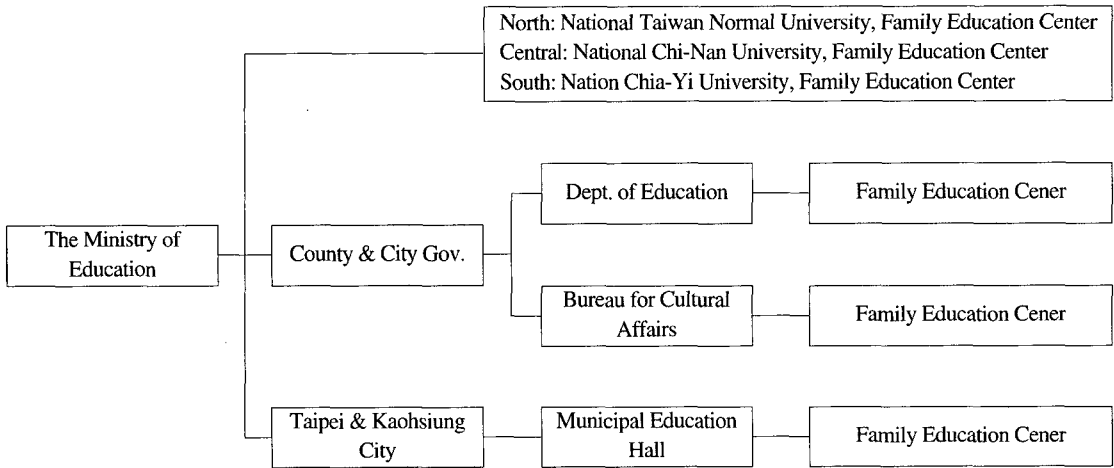 North: National Taiwan Normal University, Family Education Center
Central: National Chi-Nan University, Family Education Center
South: Nation Chia-Yi University, Family Education Center
Dept. of Education
Family Education Cener
The Ministry of
Education
County & City Gov.
Bureau for Cultural
Affairs
Family Education Cener
Taipei & Kaohsiung
City
Municipal Education
Hall
Family Education Cener